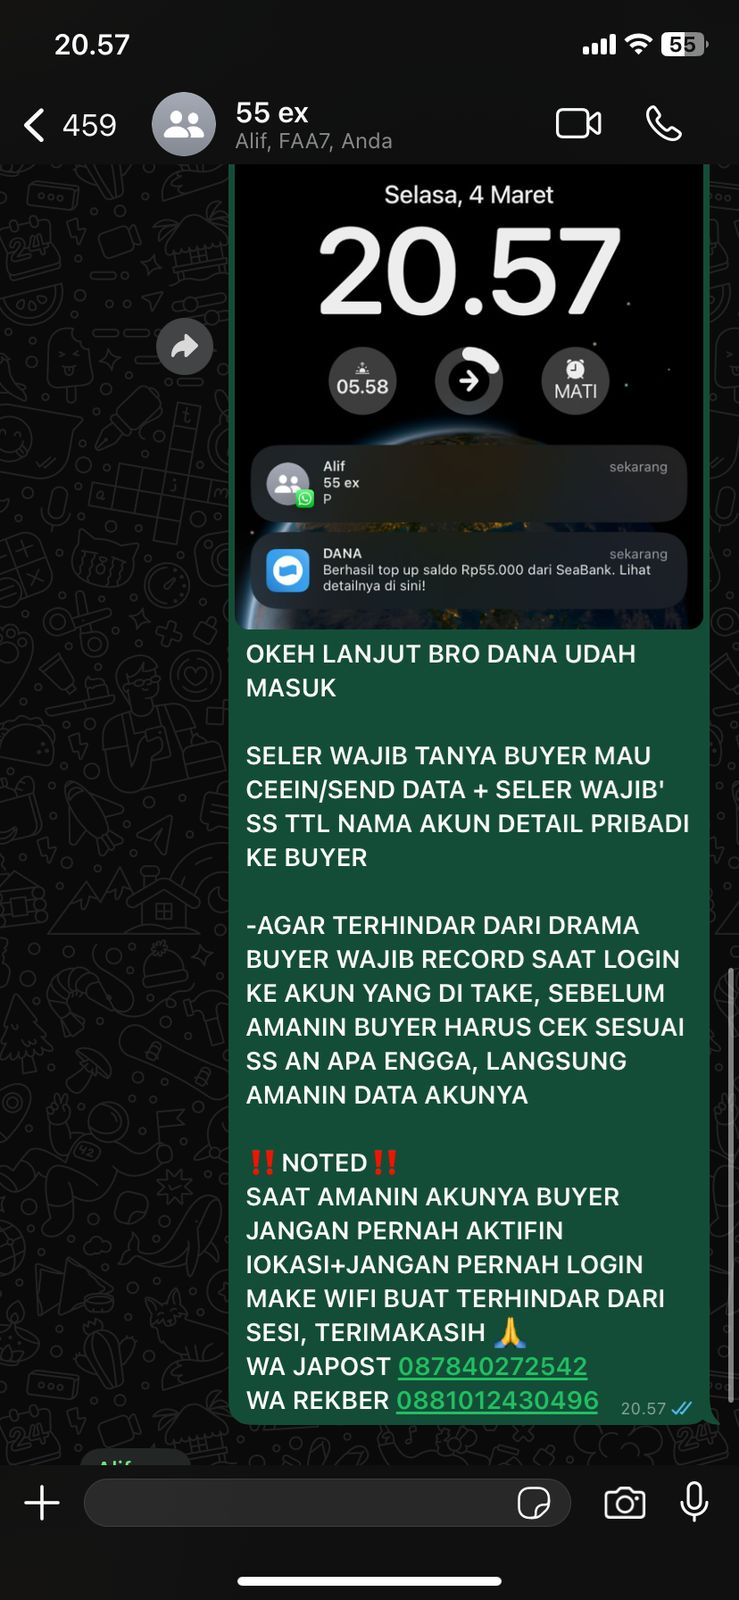 20.57
55
459
55 ex
Alif, FAA7, Anda
Selasa, 4 Maret
20.57
05.58
MATI
Alif
sekarang
55 ex
P
DANA
sekarang
Berhasil top up saldo Rp55.000 dari SeaBank. Lihat
detailnya di sini!
OKEH LANJUT BRO DANA UDAH
MASUK
SELER WAJIB TANYA BUYER MAU
CEEIN/SEND DATA + SELER WAJIB'
SS TTL NAMA AKUN DETAIL PRIBADI
KE BUYER
-AGAR TERHINDAR DARI DRAMA
BUYER WAJIB RECORD SAAT LOGIN
KE AKUN YANG DI TAKE, SEBELUM
AMANIN BUYER HARUS CEK SESUAI
SS AN APA ENGGA, LANGSUNG
AMANIN DATA AKUNYA
‼️NOTED‼️
SAAT AMANIN AKUNYA BUYER
JANGAN PERNAH AKTIFIN
lOKASI+JANGAN PERNAH LOGIN
MAKE WIFI BUAT TERHINDAR DARI
SESI, TERIMAKASIH 🙏
WA JAPOST 087840272542
WA REKBER 0881012430496
20.57